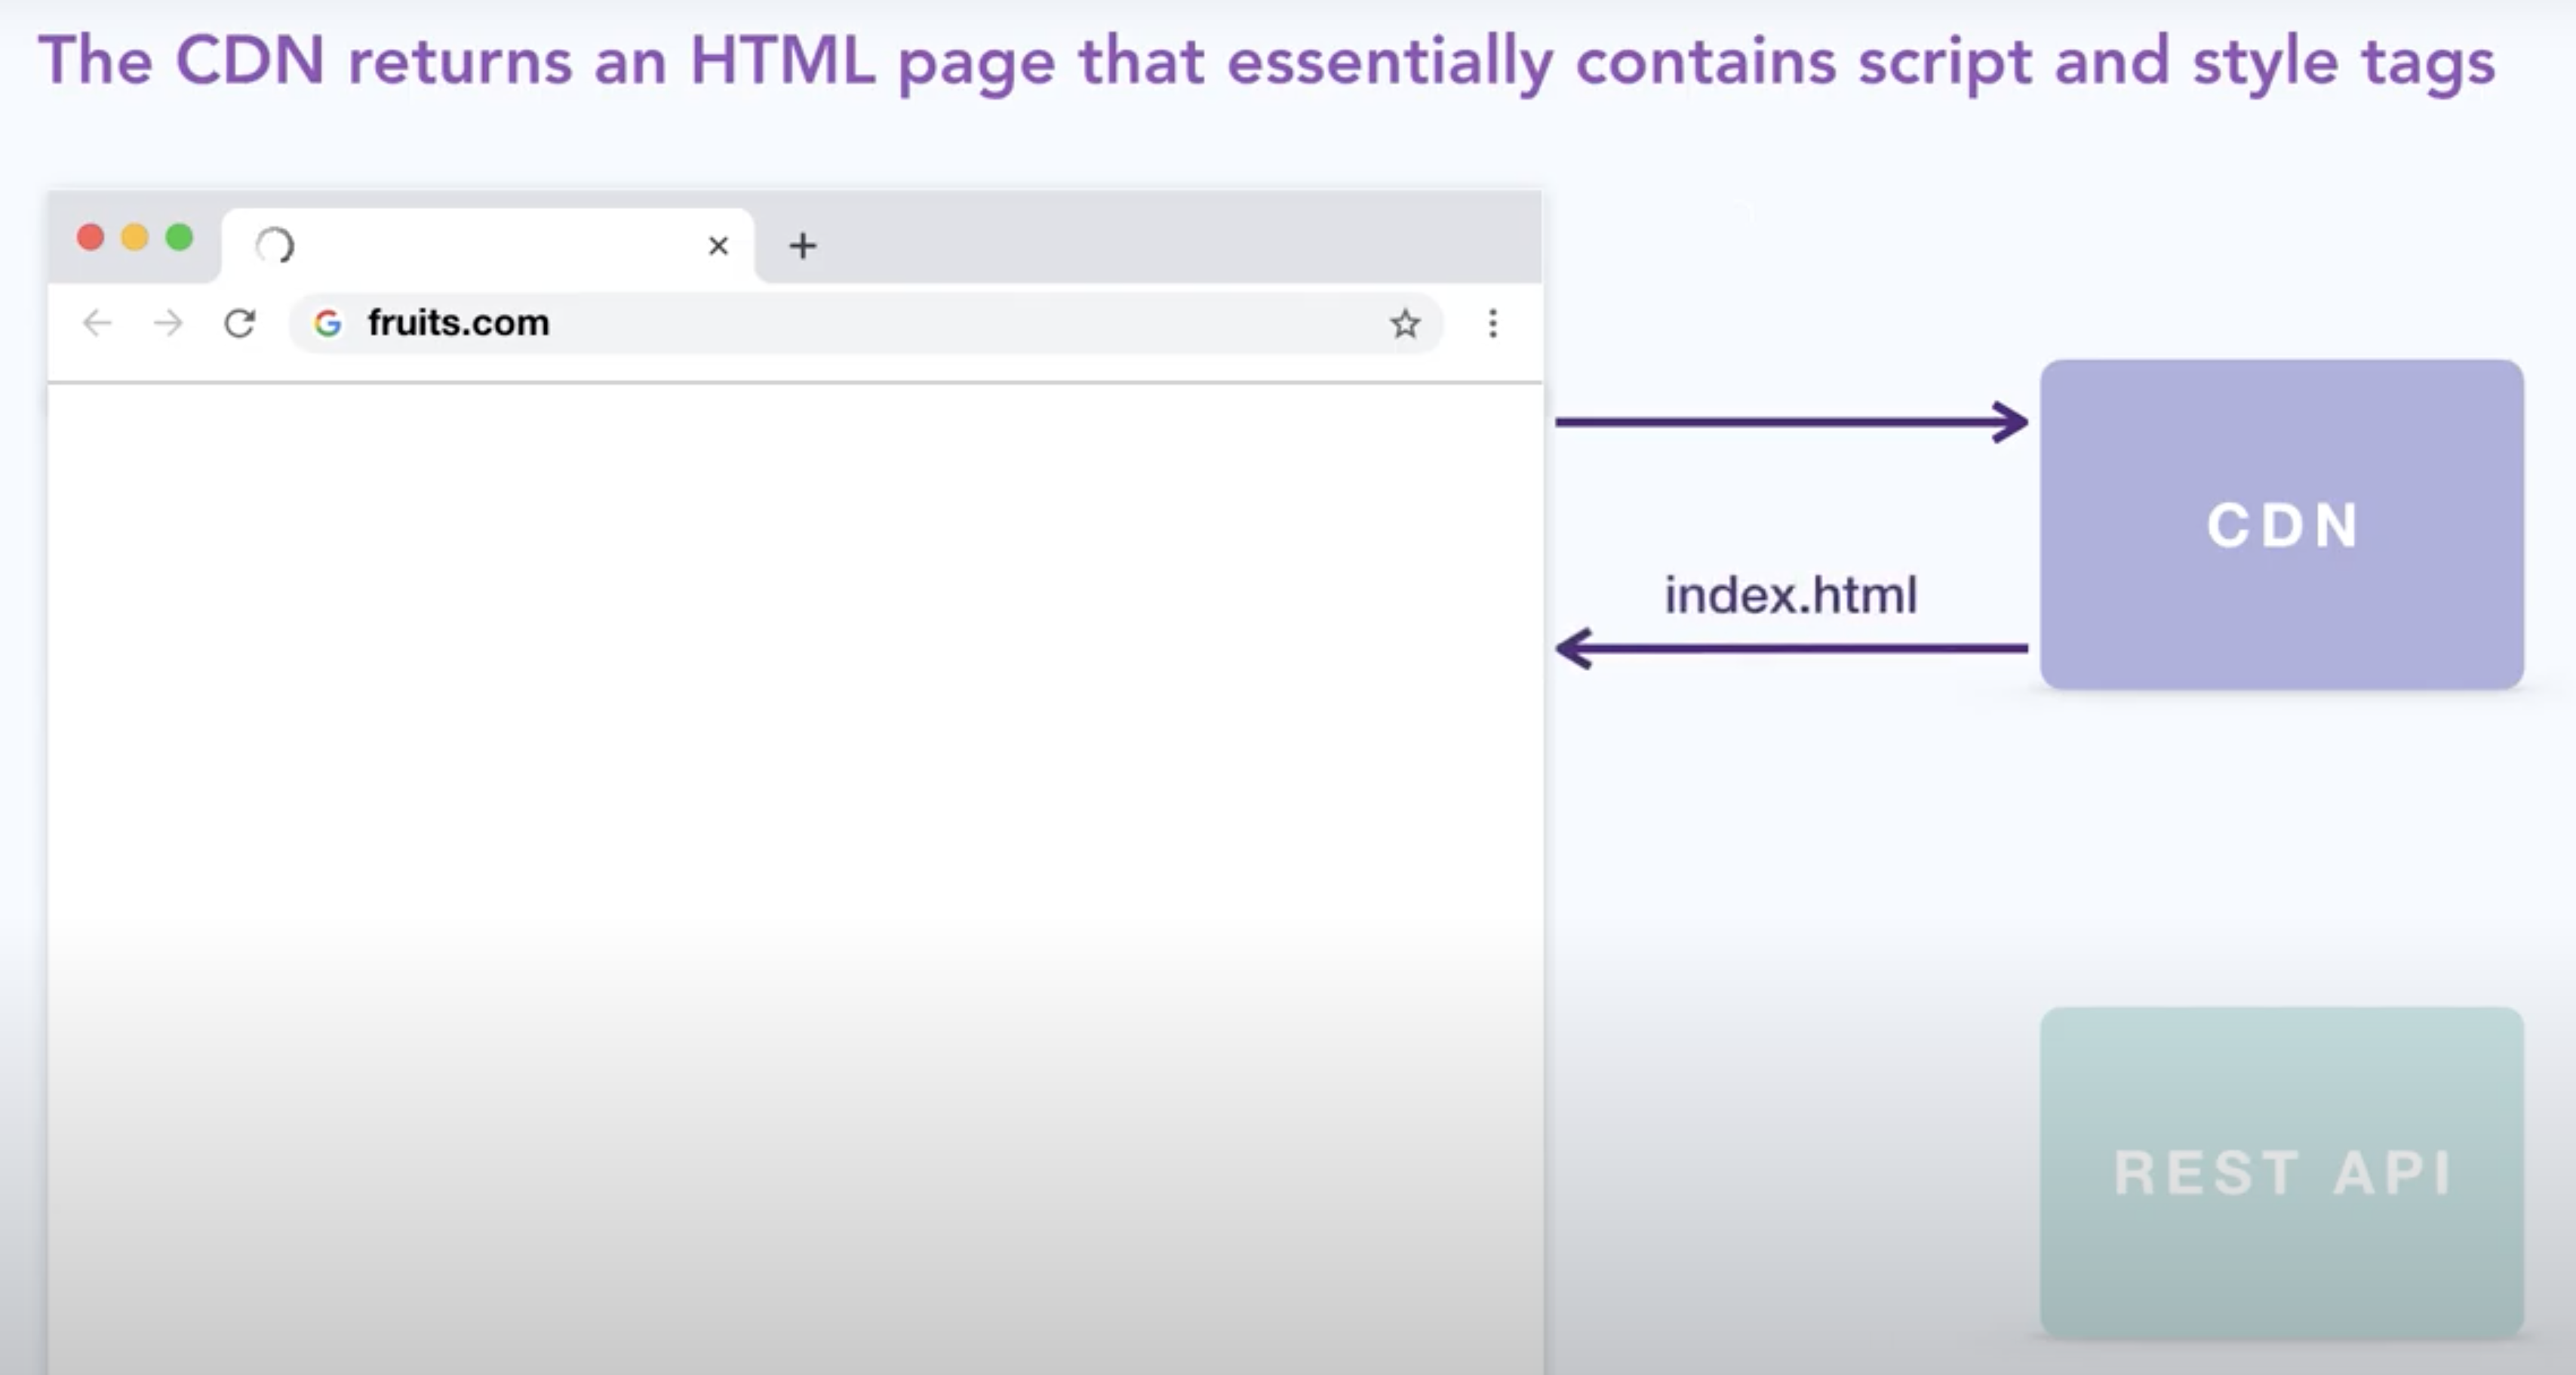 The CDN returns an HTML page that essentially contains script and style tags
fruits.com
CDN
index.html
REST API